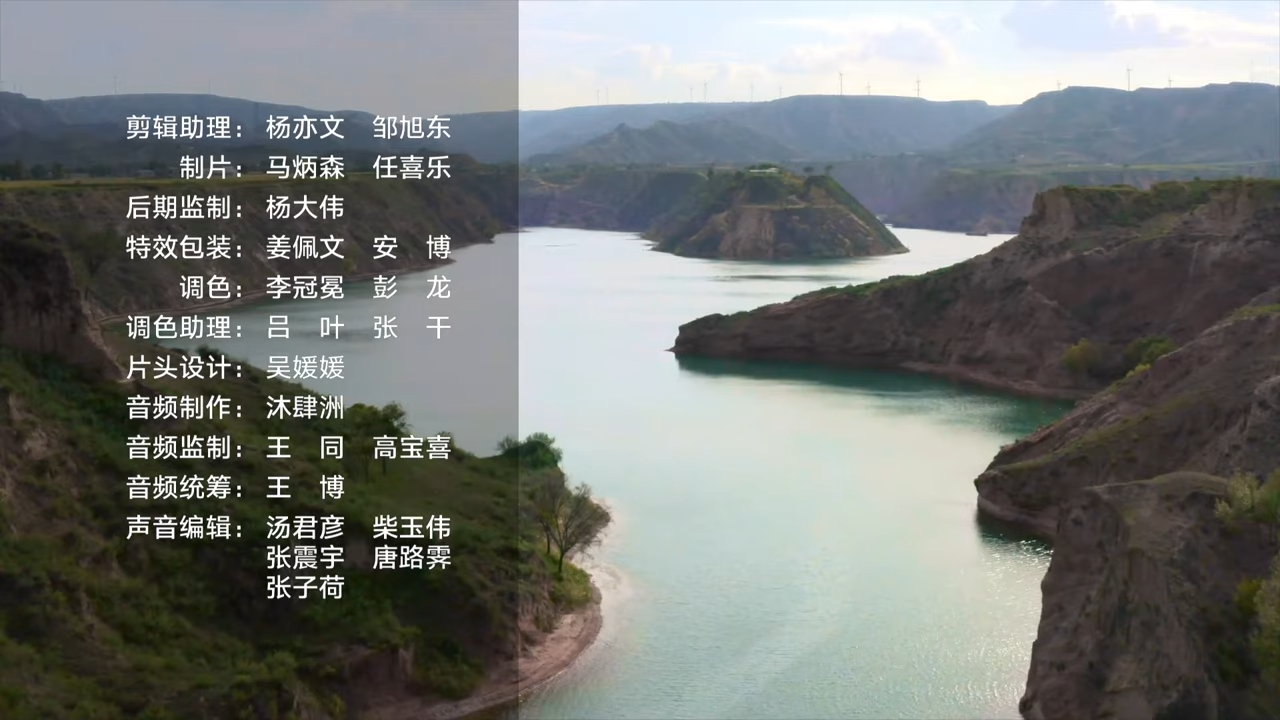 剪辑助理： 杨亦文 邹旭东
制片： 马炳森 任喜乐
后期监制： 杨大伟
特效包装： 姜佩文 安 博
调色： 李冠冕 彭 龙
调色助理： 吕 叶 张 干
片头设计： 吴媛媛
音频制作： 沐肆洲
音频监制： 王 同 高宝喜
音频统筹： 王 博
声音编辑： 汤君彦 柴玉伟
张震宇 唐路霁
张子荷